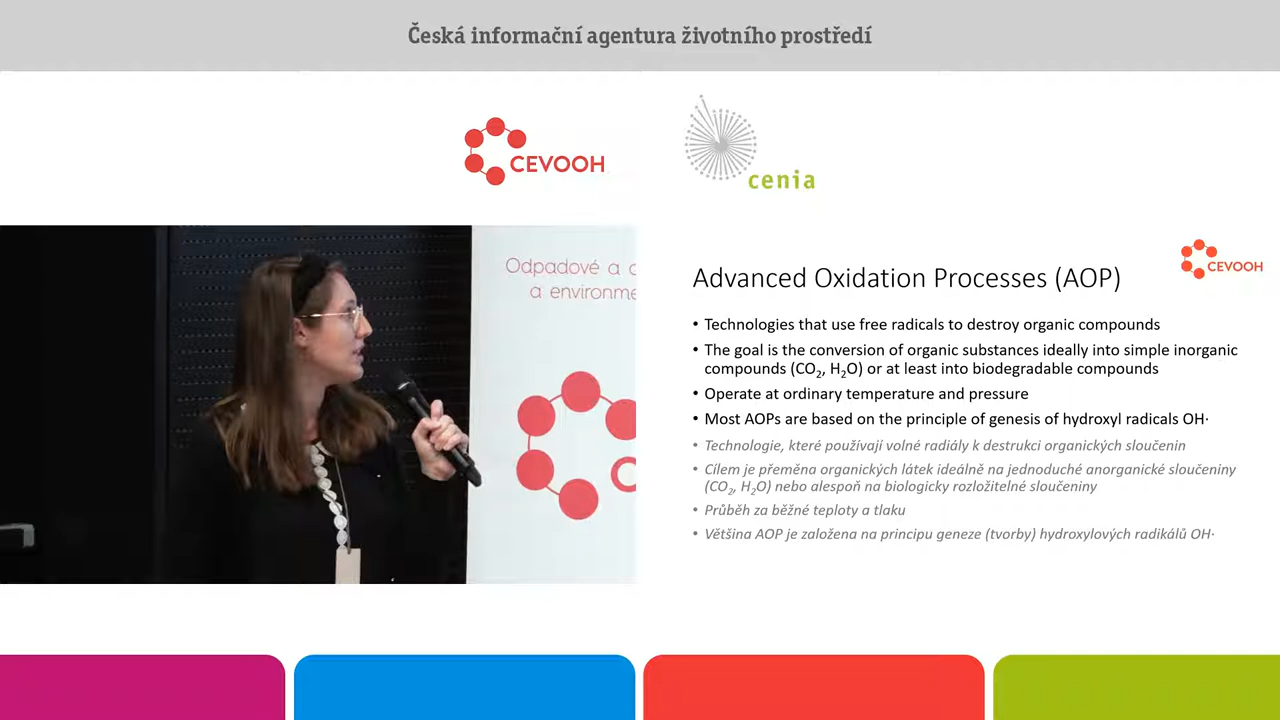 Česká informační agentura životního prostředí
CEVOOH
cenia
Odpadové a
a environme
CEVOOH
Advanced Oxidation Processes (AOP)
• Technologies that use free radicals to destroy organic compounds
• The goal is the conversion of organic substances ideally into simple inorganic
compounds (CO₂, H₂O) or at least into biodegradable compounds
• Operate at ordinary temperature and pressure
• Most AOPs are based on the principle of genesis of hydroxyl radicals OH·
• Technologie, které používají volné radiály k destrukci organických sloučenin
• Cílem je přeměna organických látek ideálně na jednoduché anorganické sloučeniny
(CO₂, H₂O) nebo alespoň na biologicky rozložitelné sloučeniny
• Průběh za běžné teploty a tlaku
• Většina AOP je založena na principu geneze (tvorby) hydroxylových radikálů OH·